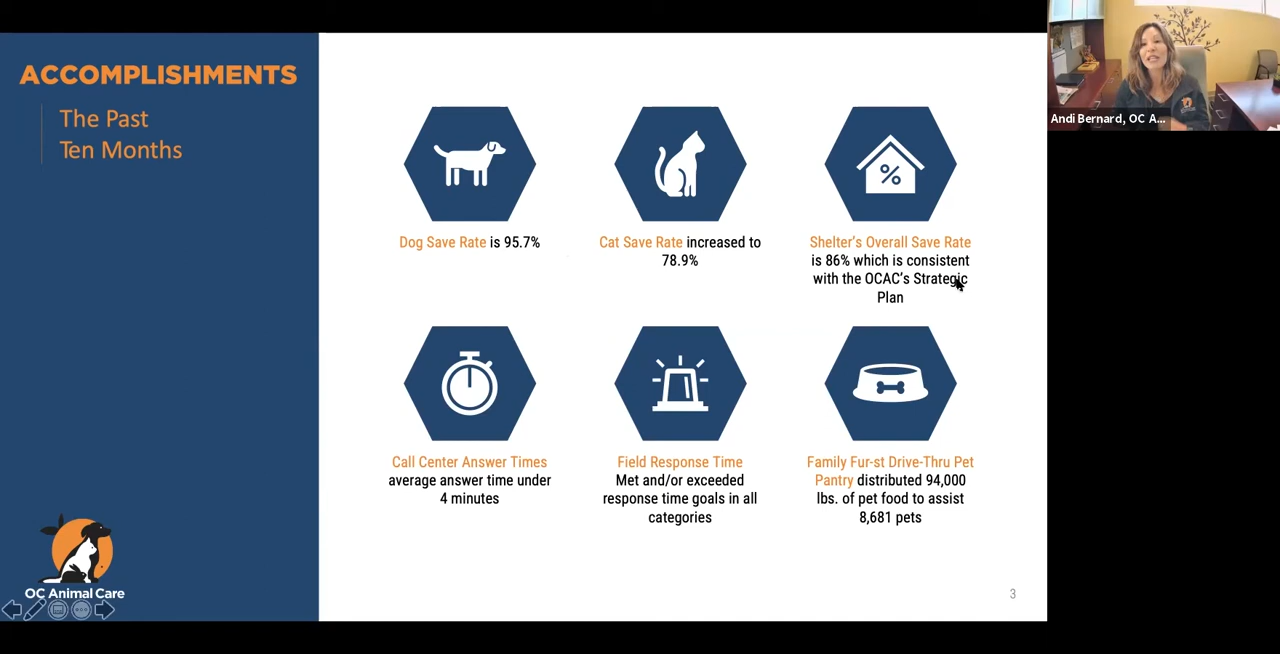 ACCOMPLISHMENTS
The Past
Ten Months
Andi Bernard, OC A...
%
Dog Save Rate is 95.7%
Cat Save Rate increased to
78.9%
Shelter's Overall Save Rate
is 86% which is consistent
with the OCAC's Strategic
Plan
Call Center Answer Times
average answer time under
4 minutes
Field Response Time
Met and/or exceeded
response time goals in all
categories
Family Fur-st Drive-Thru Pet
Pantry distributed 94,000
lbs. of pet food to assist
8,681 pets
OC Animal Care
3